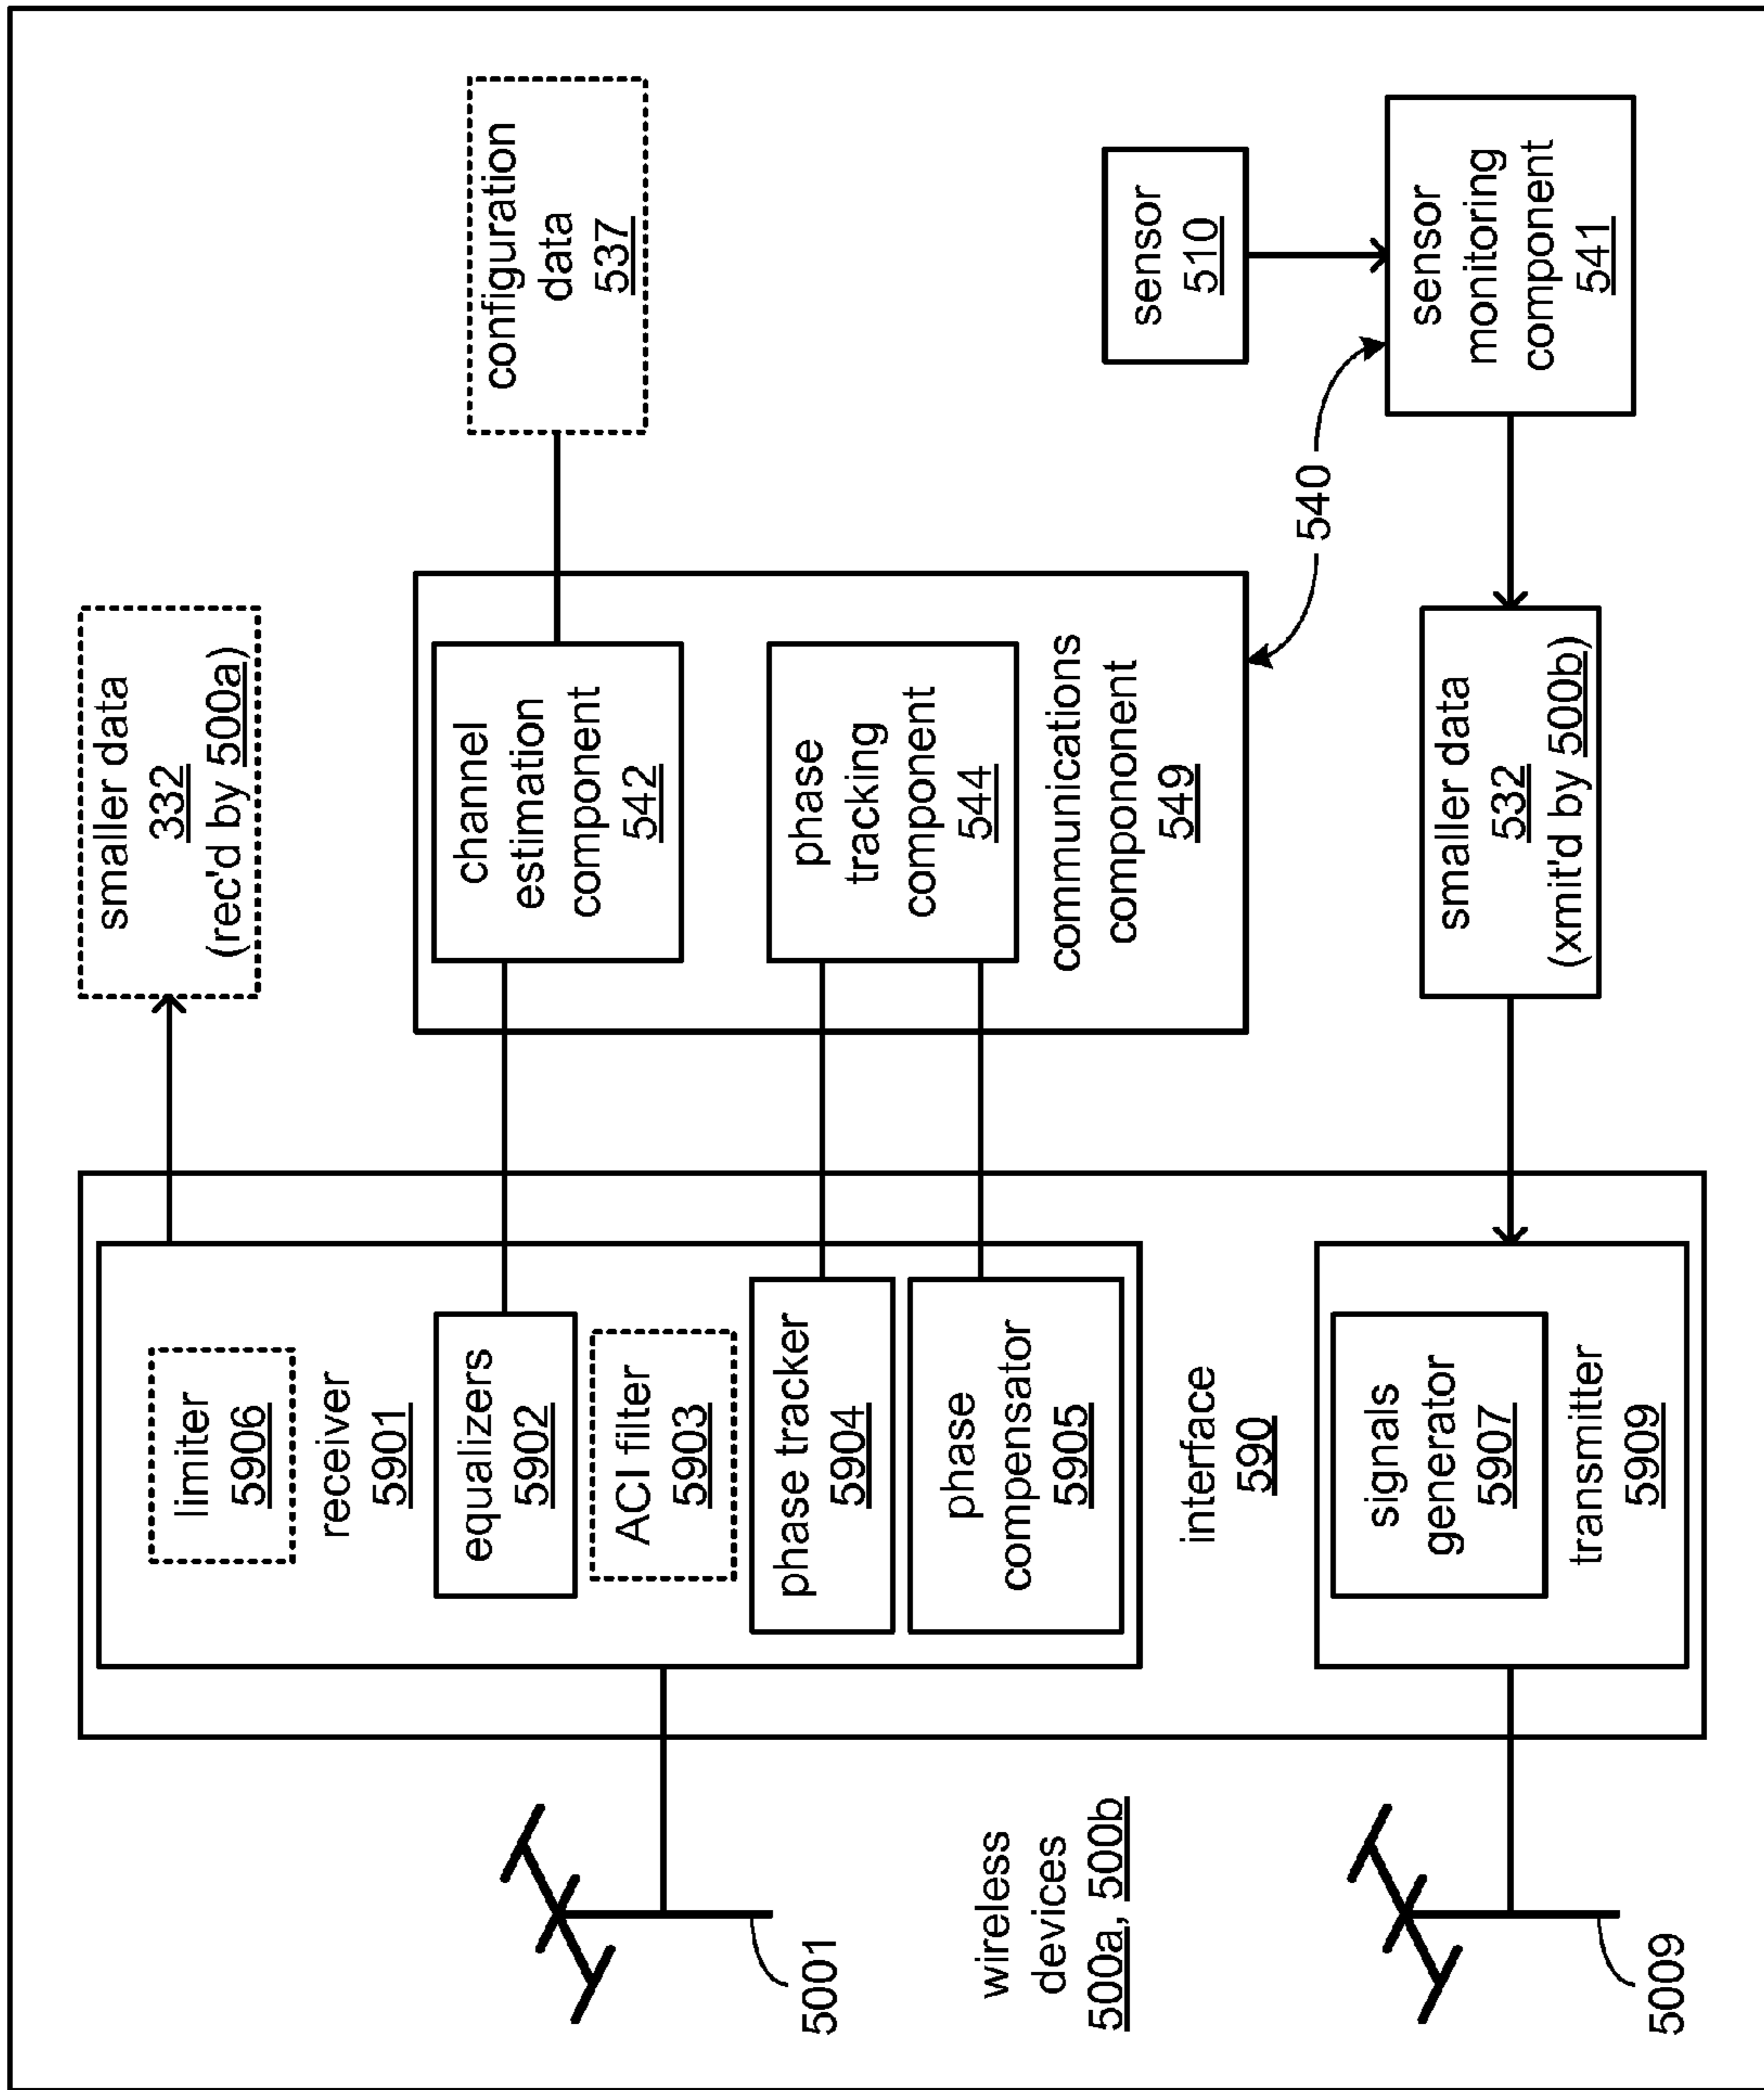 smaller data
332
(rec'd by 500a)
limiter
5906
receiver
5901
equalizers
5902
ACI filter
5903
phase tracker
5904
phase
compensator
5905
interface
590
signals
generator
5907
transmitter
5909
channel
estimation
component
542
phase
tracking
component
544
communications
compononent
549
configuration
data
537
sensor
510
sensor
monitoring
component
541
540
smaller data
532
(xmit'd by 500b)
5001
wireless
devices
500a, 500b
5009